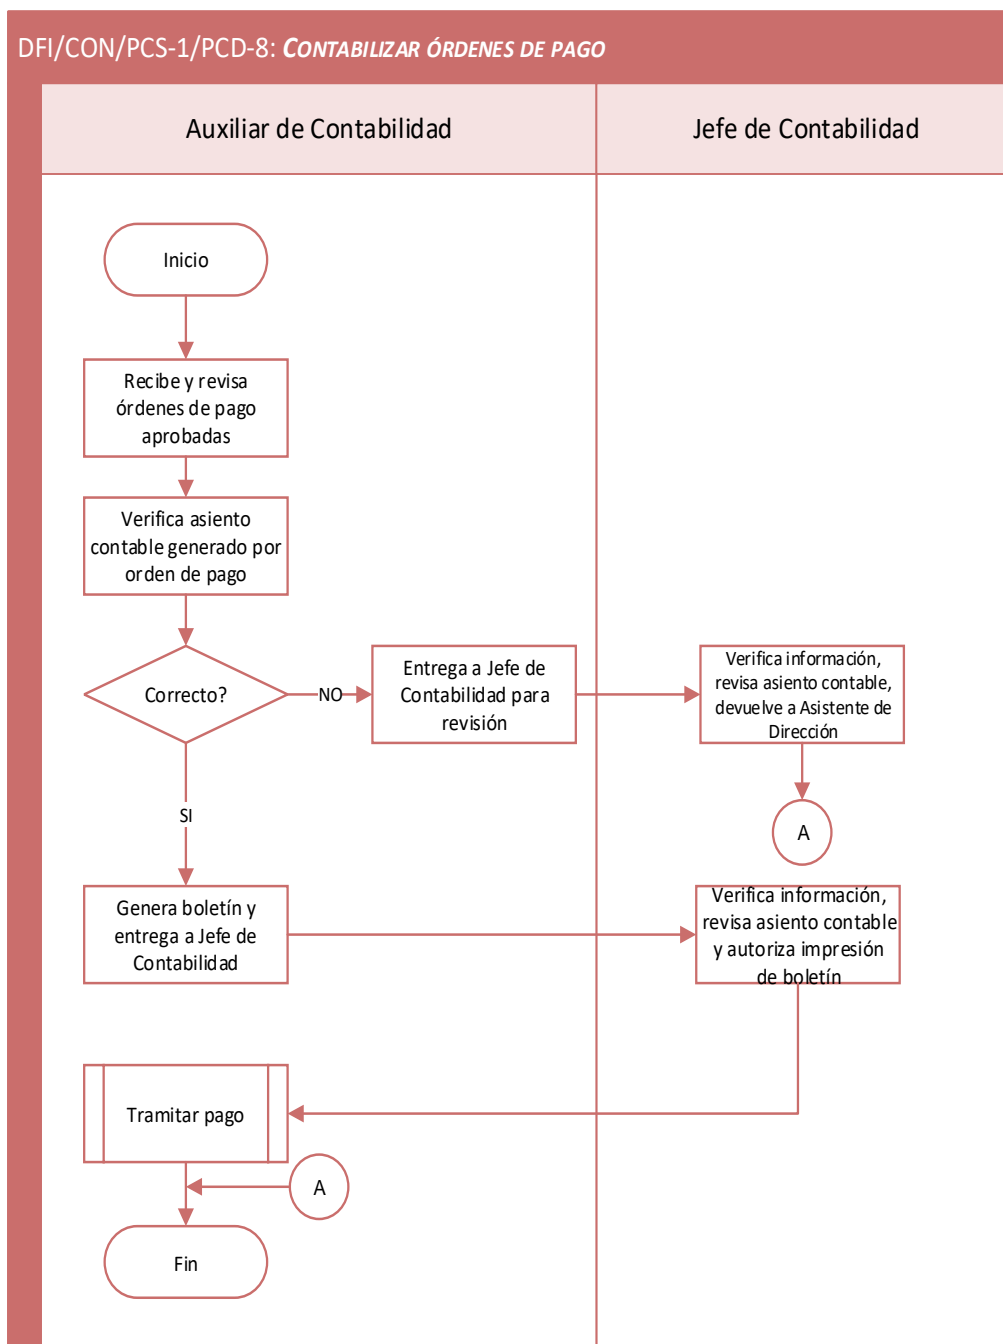 DFI/CON/PCS-1/PCD-8: CONTABILIZAR ÓRDENES DE PAGO
Auxiliar de Contabilidad
Jefe de Contabilidad
Inicio
Recibe y revisa
órdenes de pago
aprobadas
Verifica asiento
contable generado por
orden de pago
Correcto?
NO
Entrega a Jefe de
Contabilidad para
revisión
Verifica información,
revisa asiento contable,
devuelve a Asistente de
Dirección
A
SI
Genera boletín y
entrega a Jefe de
Contabilidad
Verifica información,
revisa asiento contable
y autoriza impresión
de boletín
Tramitar pago
A
Fin